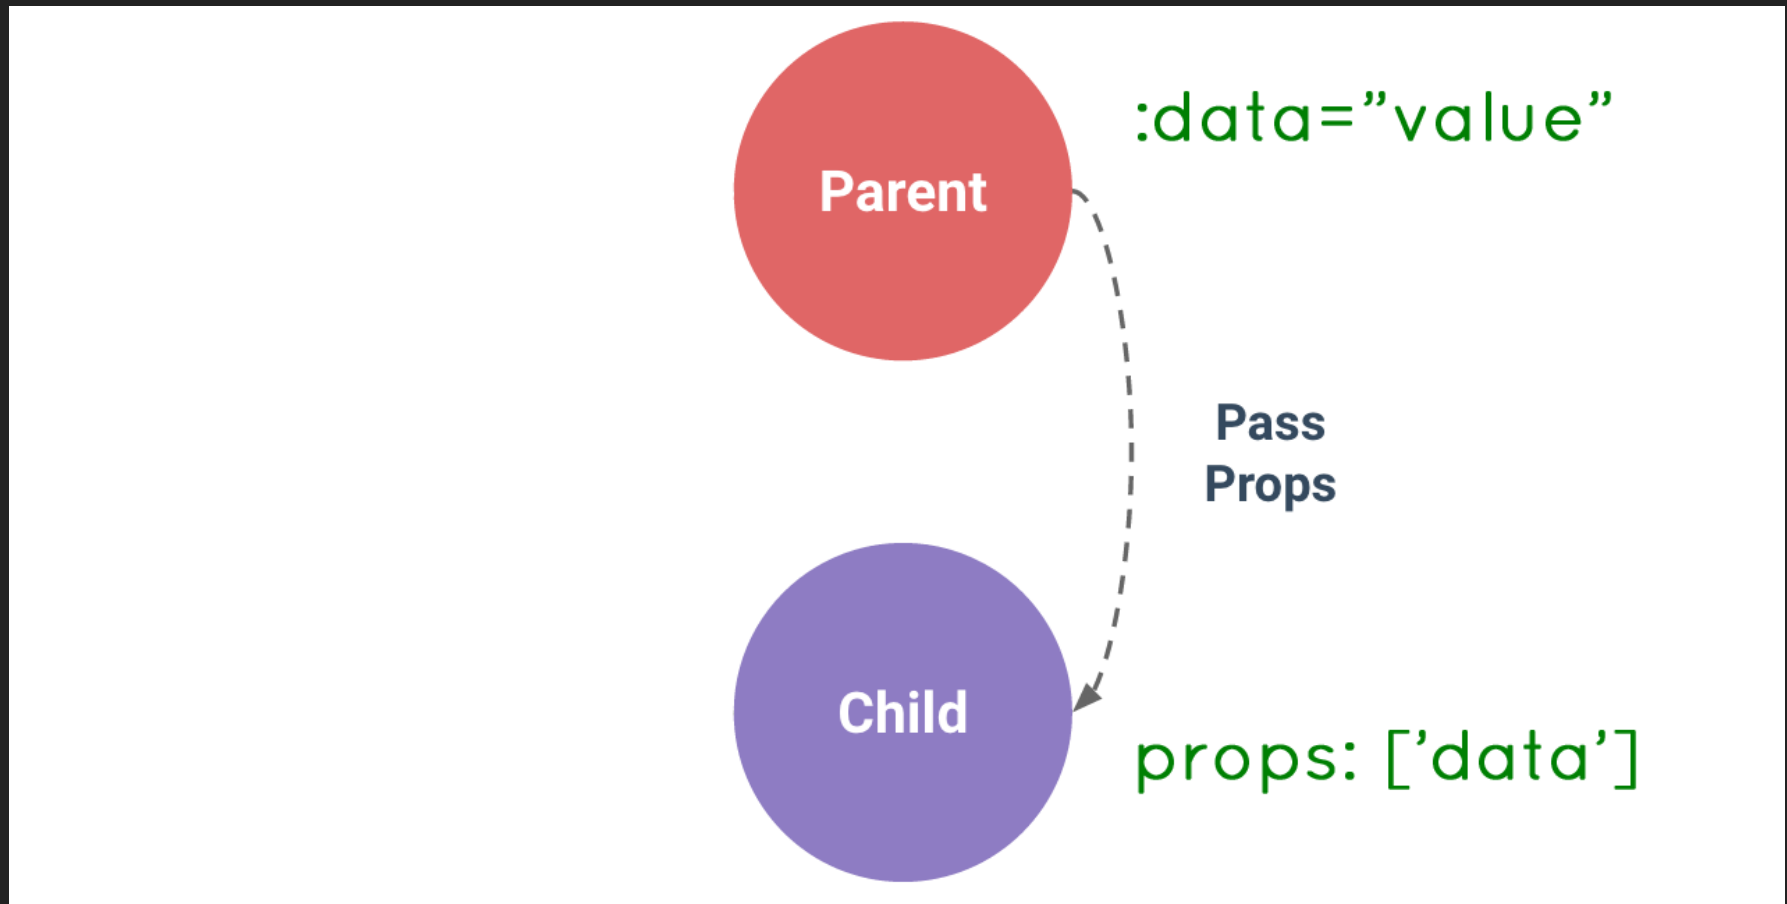 :data=”value”
Parent
Pass
Props
Child
props: [’data’]